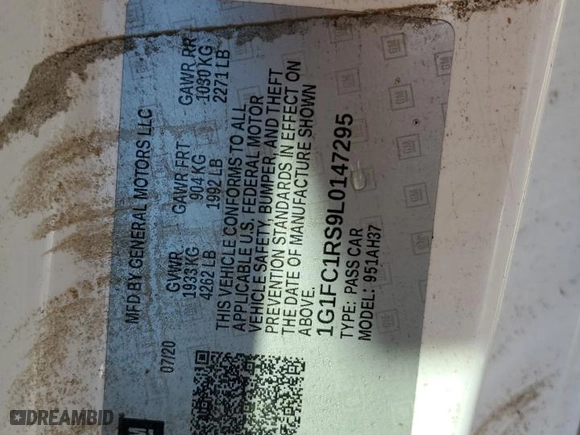 MFD BY GENERAL MOTORS LLC
07/20
GVWR GAWR FRT GAWR RR
1933 KG 904 KG 1030 KG
4262 LB 1992 LB 2271 LB
THIS VEHICLE CONFORMS TO ALL
APPLICABLE U.S. FEDERAL MOTOR
VEHICLE SAFETY, BUMPER, AND THEFT
PREVENTION STANDARDS IN EFFECT ON
THE DATE OF MANUFACTURE SHOWN
ABOVE.
1G1FC1RS9L0147295
TYPE: PASS CAR
MODEL: 951AH37
GM
DREAMBID